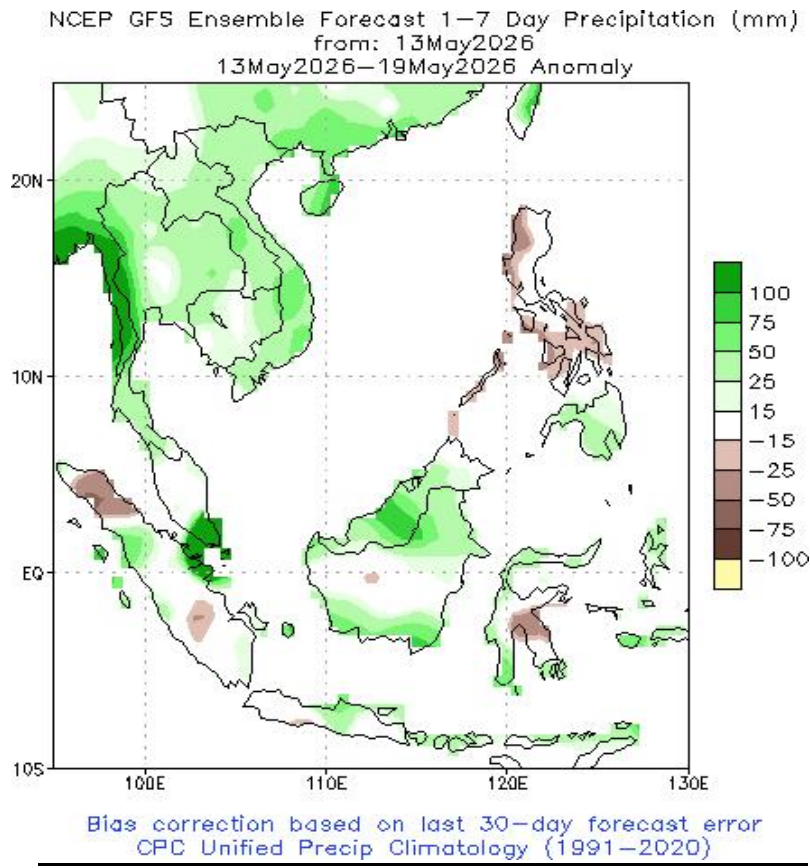 NCEP GFS Ensemble Forecast 1–7 Day Precipitation (mm)
from: 13May2026
13May2026–19May2026 Anomaly
20N
10N
EQ
10S
100E
110E
120E
130E
100
75
50
25
15
−15
−25
−50
−75
−100
Bias correction based on last 30–day forecast error
CPC Unified Precip Climatology (1991–2020)